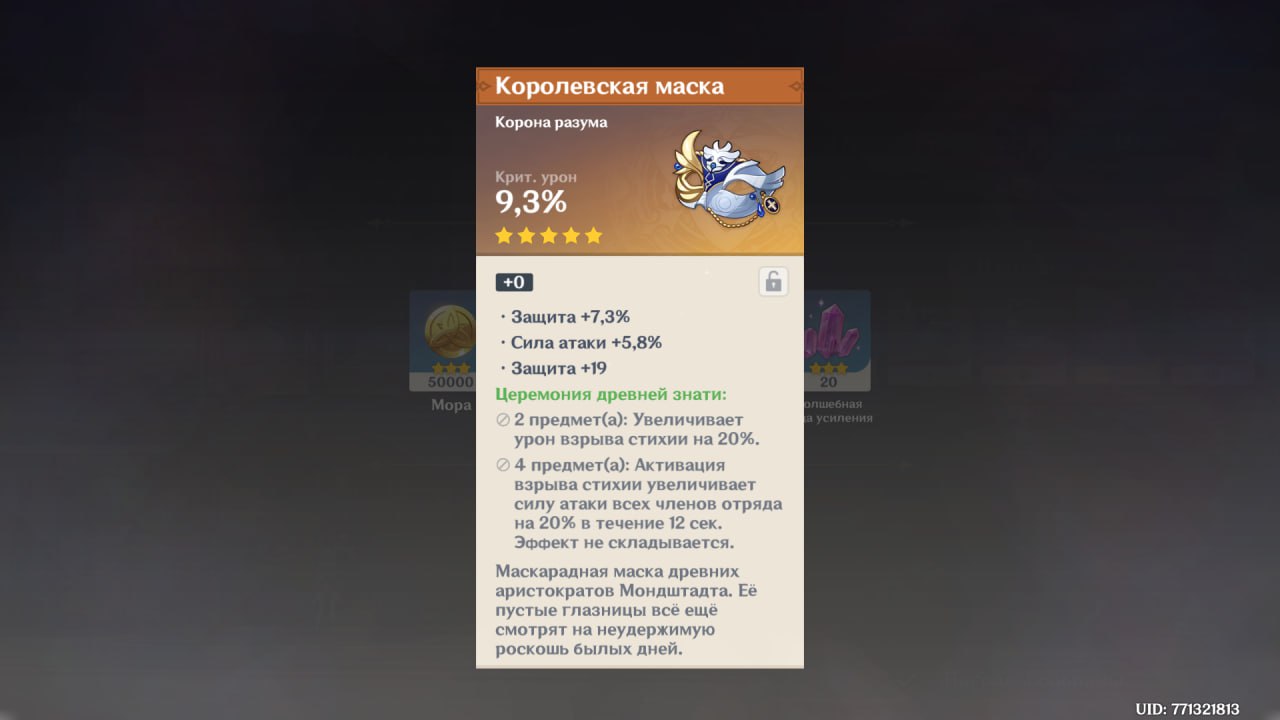 Королевская маска
Корона разума
Крит. урон
9,3%
+0
· Защита +7,3%
· Сила атаки +5,8%
· Защита +19
Церемония древней знати:
2 предмет(а): Увеличивает
урон взрыва стихии на 20%.
4 предмет(а): Активация
взрыва стихии увеличивает
силу атаки всех членов отряда
на 20% в течение 12 сек.
Эффект не складывается.
Маскарадная маска древних
аристократов Мондштадта. Её
пустые глазницы всё ещё
смотрят на неудержимую
роскошь былых дней.
50000
Мора
20
олшебная
а усиления
UID: 771321813